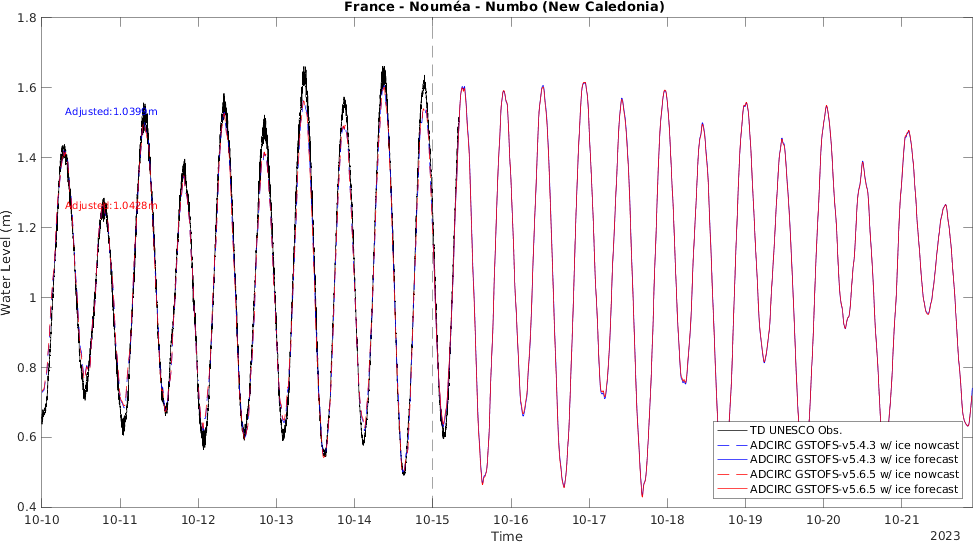 France - Nouméa - Numbo (New Caledonia)
1.8
1.6
1.4
1.2
1
0.8
0.6
0.4
Water Level (m)
Adjusted:1.0399m
Adjusted:1.0428m
TD UNESCO Obs.
ADCIRC GSTOFS-v5.4.3 w/ ice nowcast
ADCIRC GSTOFS-v5.4.3 w/ ice forecast
ADCIRC GSTOFS-v5.6.5 w/ ice nowcast
ADCIRC GSTOFS-v5.6.5 w/ ice forecast
10-10 10-11 10-12 10-13 10-14 10-15 10-16 10-17 10-18 10-19 10-20 10-21
Time
2023